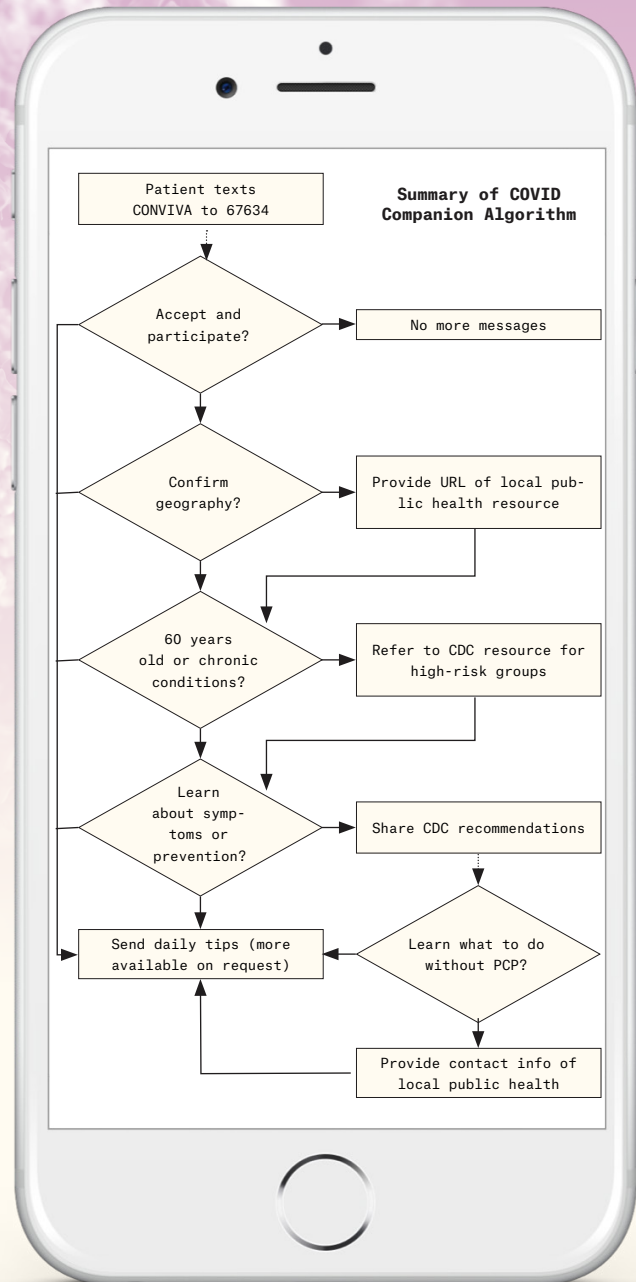 Patient texts
CONVIVA to 67634
Summary of COVID
Companion Algorithm
Accept and
participate?
No more messages
Confirm
geography?
Provide URL of local pub-
lic health resource
60 years
old or chronic
conditions?
Refer to CDC resource for
high-risk groups
Learn
about symp-
toms or
prevention?
Share CDC recommendations
Send daily tips (more
available on request)
Learn what to do
without PCP?
Provide contact info of
local public health